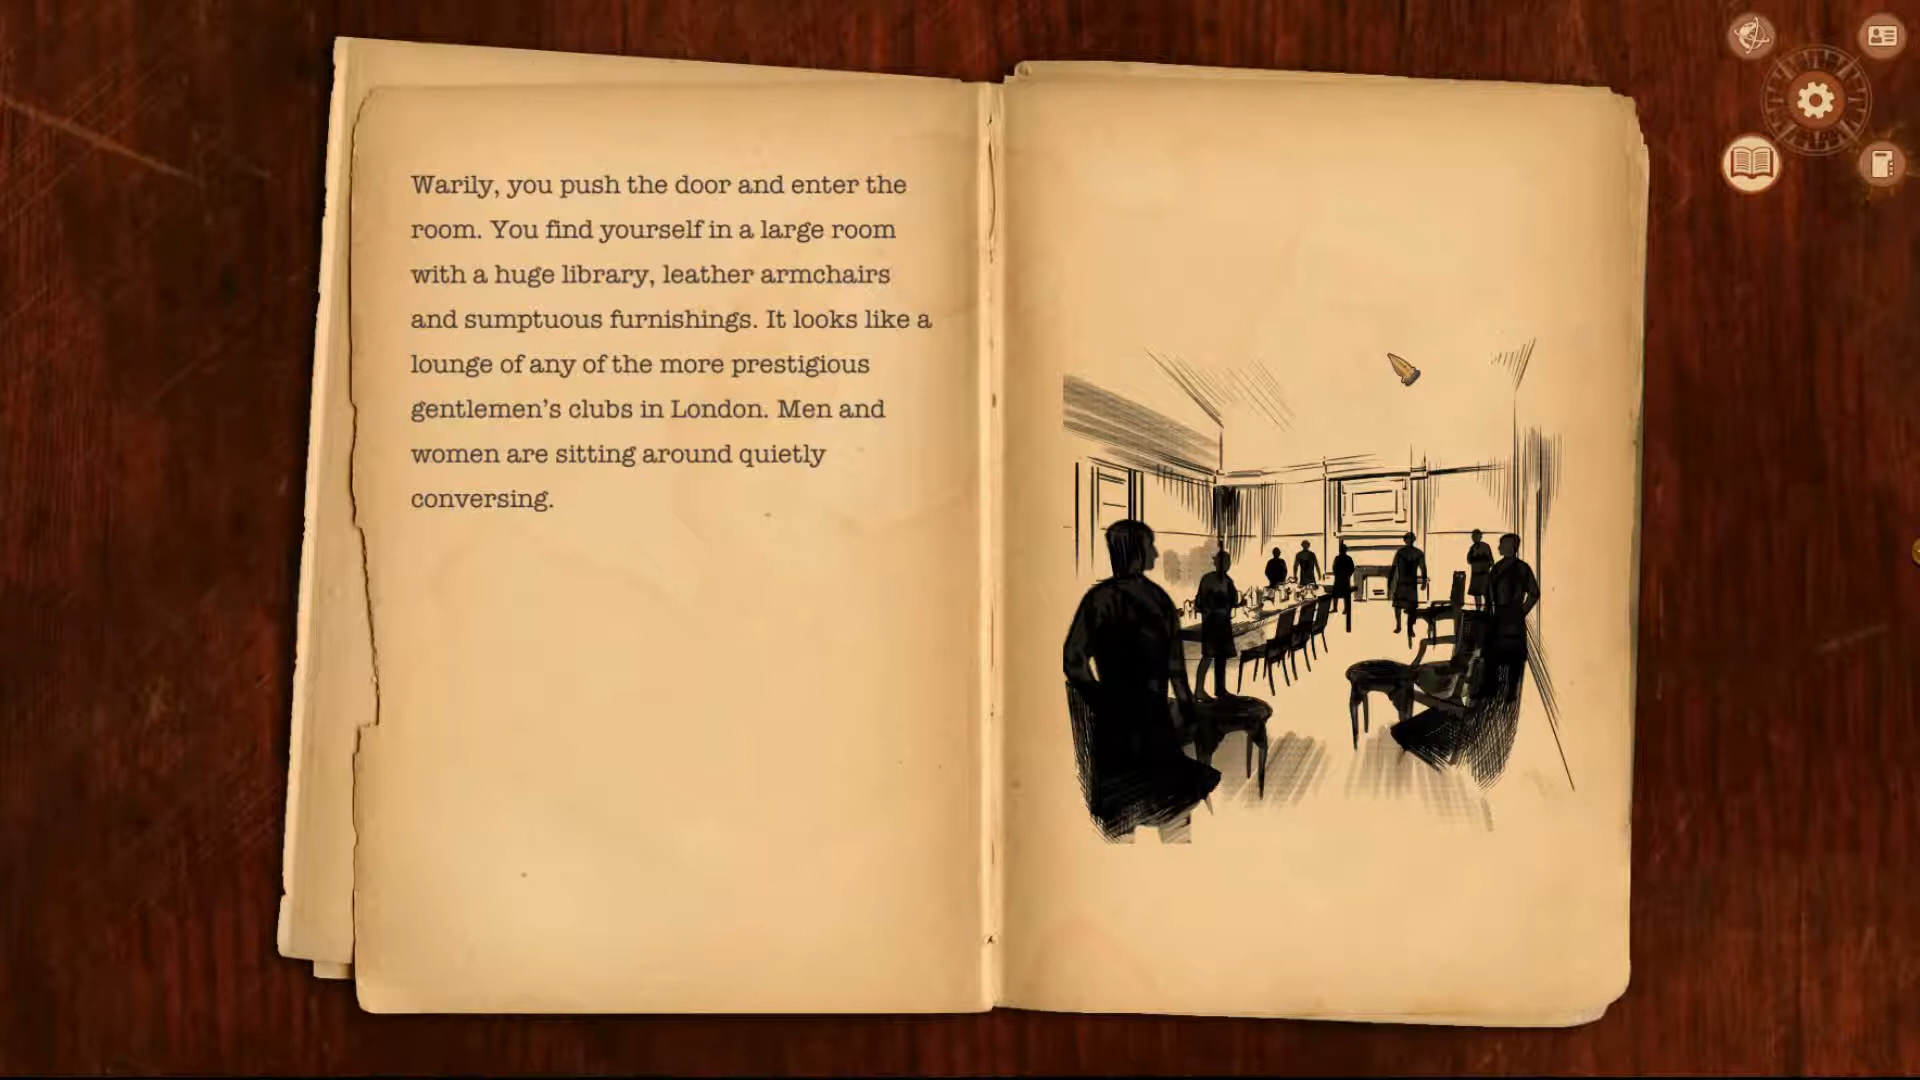 Warily, you push the door and enter the
room. You find yourself in a large room
with a huge library, leather armchairs
and sumptuous furnishings. It looks like a
lounge of any of the more prestigious
gentlemen’s clubs in London. Men and
women are sitting around quietly
conversing.